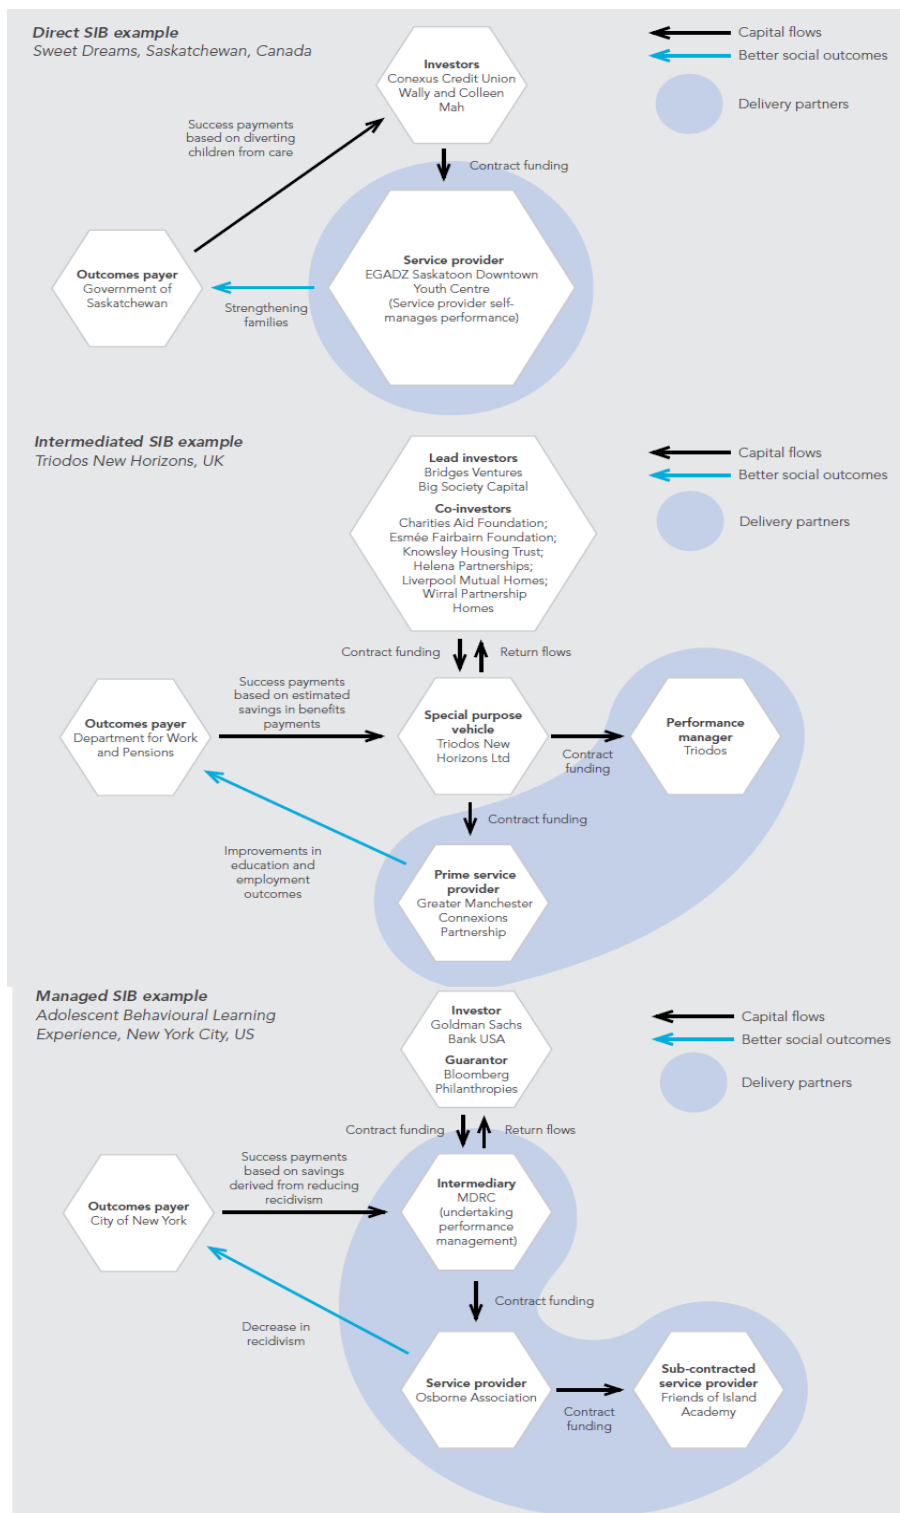 Direct SIB example
Sweet Dreams, Saskatchewan, Canada
Investors
Conexus Credit Union
Wally and Colleen
Mah
Capital flows
Better social outcomes
Delivery partners
Success payments
based on diverting
children from care
Contract funding
Outcomes payer
Government of
Saskatchewan
Strengthening
families
Service provider
EGADZ Saskatoon Downtown
Youth Centre
(Service provider self-
manages performance)
Intermediated SIB example
Triodos New Horizons, UK
Lead investors
Bridges Ventures
Big Society Capital
Co-investors
Charities Aid Foundation;
Esmée Fairbairn Foundation;
Knowsley Housing Trust;
Helena Partnerships;
Liverpool Mutual Homes;
Wirral Partnership
Homes
Capital flows
Better social outcomes
Delivery partners
Contract funding
Return flows
Success payments
based on estimated
savings in benefits
payments
Outcomes payer
Department for Work
and Pensions
Special purpose
vehicle
Triodos New
Horizons Ltd
Contract
funding
Performance
manager
Triodos
Contract funding
Improvements in
education and
employment
outcomes
Prime service
provider
Greater Manchester
Connexions
Partnership
Managed SIB example
Adolescent Behavioural Learning
Experience, New York City, US
Investor
Goldman Sachs
Bank USA
Guarantor
Bloomberg
Philanthropies
Capital flows
Better social outcomes
Delivery partners
Contract funding
Return flows
Success payments
based on savings
derived from reducing
recidivism
Outcomes payer
City of New York
Intermediary
MDRC
(undertaking
performance
management)
Contract funding
Decrease in
recidivism
Service provider
Osborne Association
Contract
funding
Sub-contracted
service provider
Friends of Island
Academy